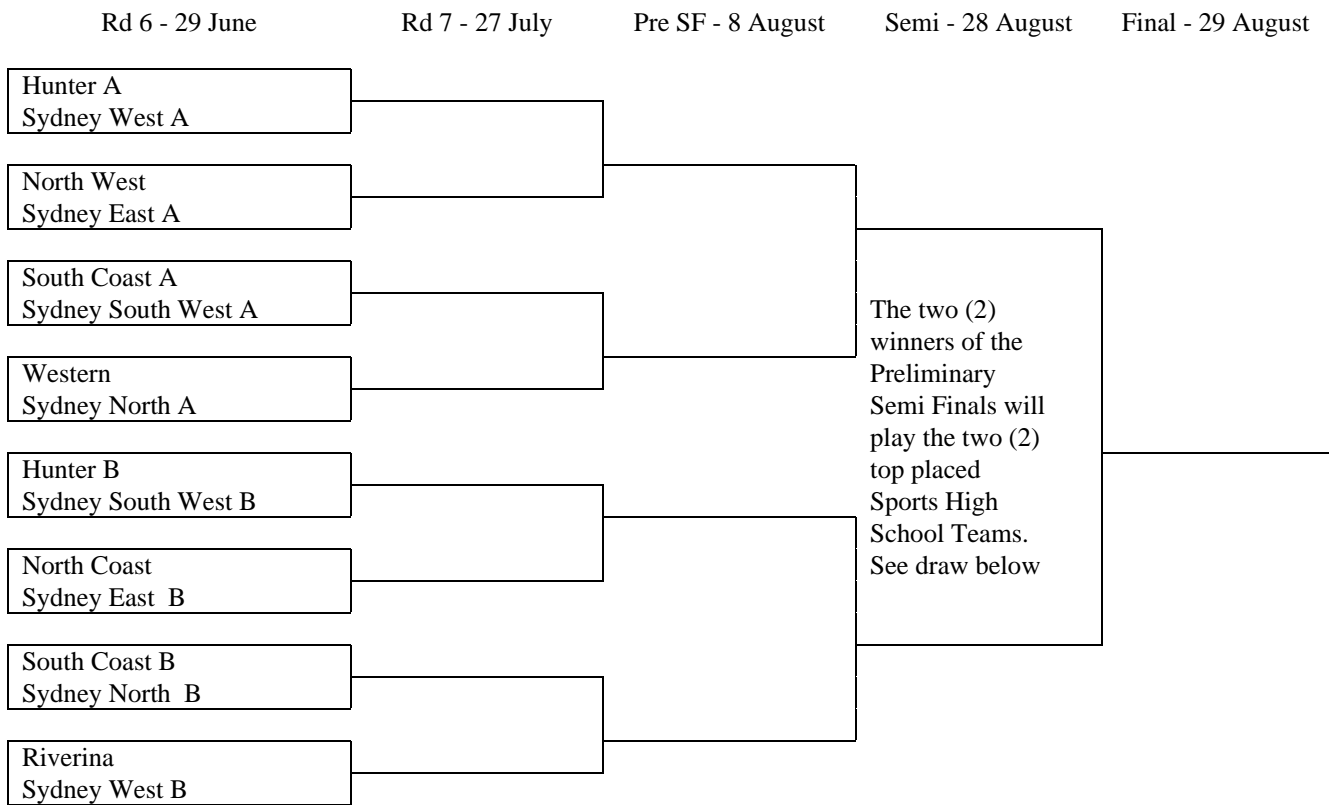 Rd 6 - 29 June Rd 7 - 27 July Pre SF - 8 August Semi - 28 August Final - 29 August
Hunter A
Sydney West A
North West
Sydney East A
South Coast A
Sydney South West A
Western
Sydney North A
Hunter B
Sydney South West B
North Coast
Sydney East  B
South Coast B
Sydney North  B
Riverina
Sydney West B
The two (2)
winners of the
Preliminary
Semi Finals will
play the two (2)
top placed
Sports High
School Teams.
See draw below